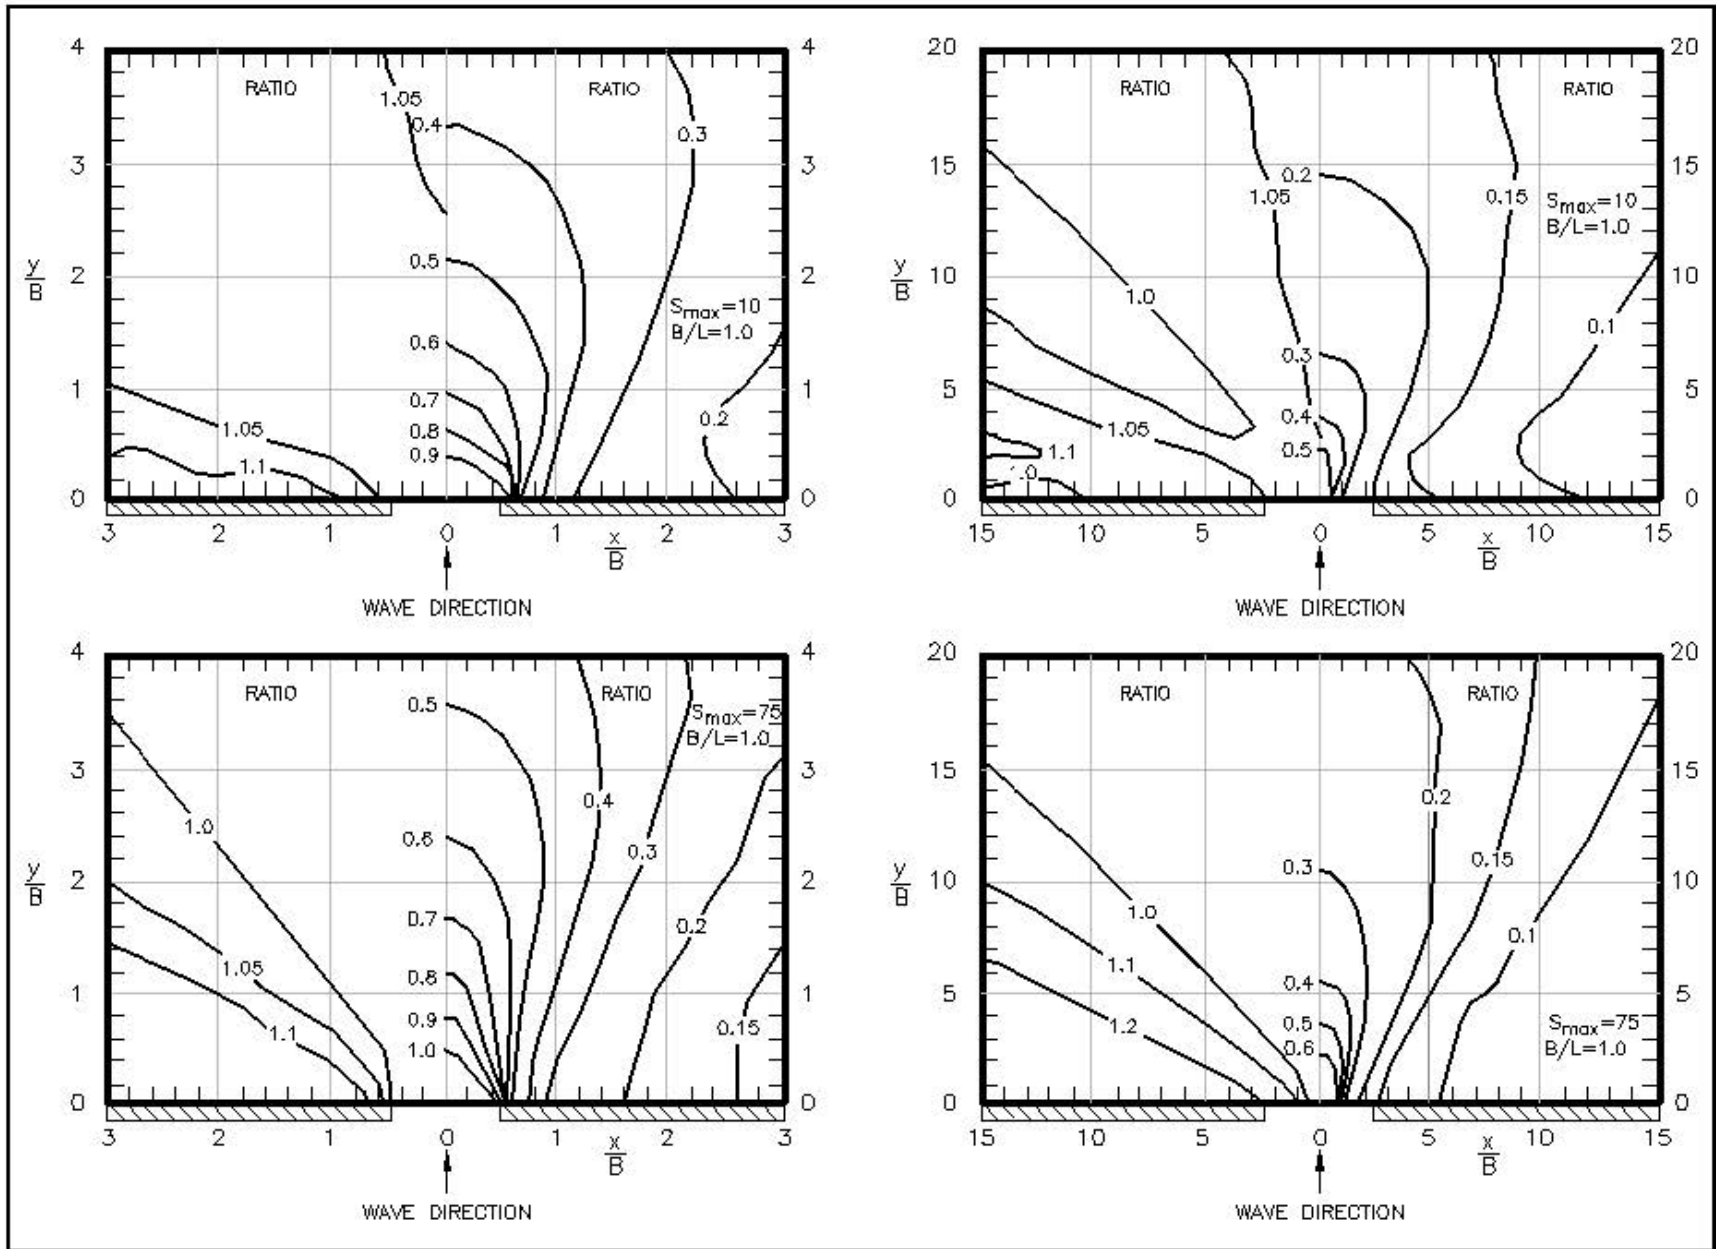 4 4 20 20
RATIO RATIO RATIO RATIO
1.05 0.4 0.3
3 3 15 15
0.2 1.05 0.15
Smax=10
B/L=1.0
0.5
y/B 2 2 y/B 10 10
1.0
Smax=10
B/L=1.0
0.1
0.6 0.3
1 1 5 5
0.7 0.4
1.05 0.8 0.2 1.05 0.5
1.1 0.9 1.1
1.0
0 0 0 0
3 2 1 0 1 2 3 15 10 5 0 5 10 15
x/B x/B
WAVE DIRECTION WAVE DIRECTION
4 4 20 20
RATIO RATIO RATIO RATIO
0.5
Smax=75
B/L=1.0
3 3 15 15
0.4 0.2
1.0 0.6 0.3 0.3 0.15
y/B 2 2 y/B 10 10
0.7 0.2 1.0 0.1
1.05 0.8 1.1 0.4
1 1 5 5
1.1 0.9 0.15 1.2 0.5
Smax=75
B/L=1.0
1.0 0.6
0 0 0 0
3 2 1 0 1 2 3 15 10 5 0 5 10 15
x/B x/B
WAVE DIRECTION WAVE DIRECTION